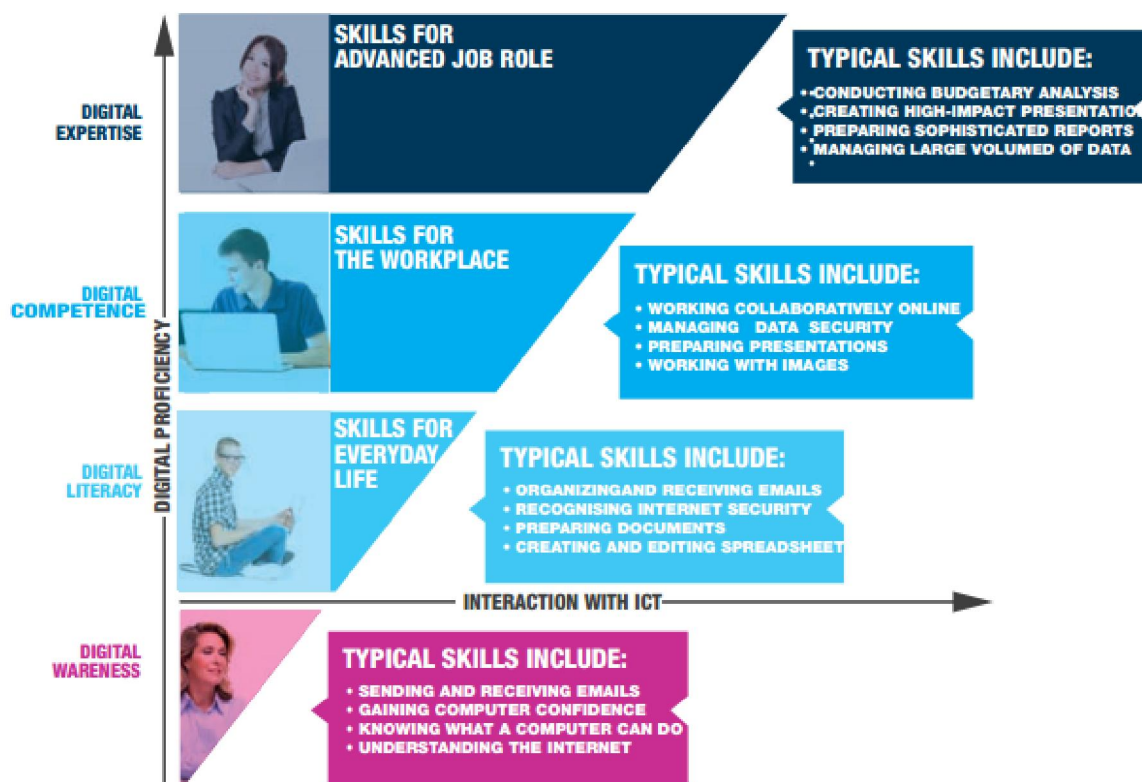 SKILLS FOR
ADVANCED JOB ROLE
TYPICAL SKILLS INCLUDE:
• CONDUCTING BUDGETARY ANALYSIS
• CREATING HIGH-IMPACT PRESENTATIO
• PREPARING SOPHISTICATED REPORTS
• MANAGING LARGE VOLUMED OF DATA
•
DIGITAL
EXPERTISE
SKILLS FOR
THE WORKPLACE
TYPICAL SKILLS INCLUDE:
• WORKING COLLABORATIVELY ONLINE
• MANAGING DATA SECURITY
• PREPARING PRESENTATIONS
• WORKING WITH IMAGES
DIGITAL
COMPETENCE
DIGITAL PROFICIENCY
SKILLS FOR
EVERYDAY
LIFE
TYPICAL SKILLS INCLUDE:
• ORGANIZINGAND RECEIVING EMAILS
• RECOGNISING INTERNET SECURITY
• PREPARING DOCUMENTS
• CREATING AND EDITING SPREADSHEET
DIGITAL
LITERACY
INTERACTION WITH ICT
DIGITAL
WARENESS
TYPICAL SKILLS INCLUDE:
• SENDING AND RECEIVING EMAILS
• GAINING COMPUTER CONFIDENCE
• KNOWING WHAT A COMPUTER CAN DO
• UNDERSTANDING THE INTERNET